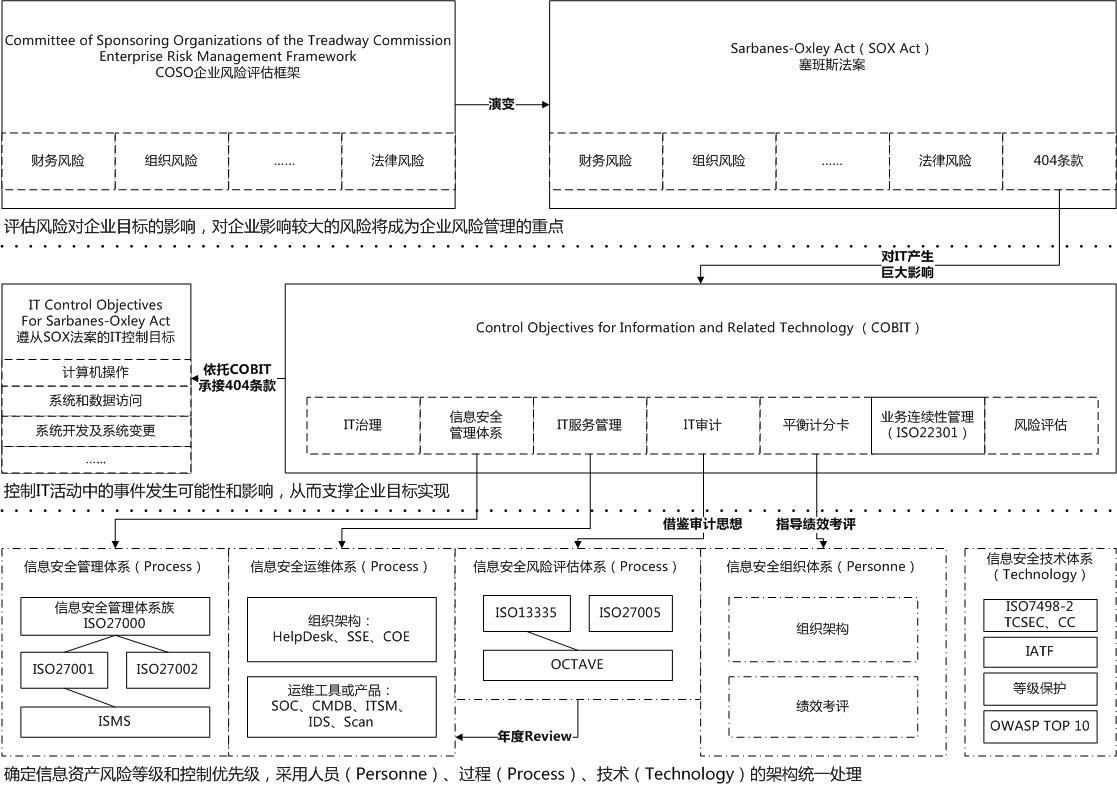 Committee of Sponsoring Organizations of the Treadway Commission
Enterprise Risk Management Framework
COSO企业风险评估框架
财务风险
组织风险
……
法律风险
演变
Sarbanes-Oxley Act（SOX Act）
塞班斯法案
财务风险
组织风险
……
法律风险
404条款
评估风险对企业目标的影响，对企业影响较大的风险将成为企业风险管理的重点
对IT产生
巨大影响
IT Control Objectives
For Sarbanes-Oxley Act
遵从SOX法案的IT控制目标
计算机操作
系统和数据访问
系统开发及系统变更
……
依托COBIT
承接404条款
Control Objectives for Information and Related Technology （COBIT）
IT治理
信息安全
管理体系
IT服务管理
IT审计
平衡计分卡
业务连续性管理
（ISO22301）
风险评估
控制IT活动中的事件发生可能性和影响，从而支撑企业目标实现
借鉴审计思想
指导绩效考评
信息安全管理体系（Process）
信息安全管理体系族
ISO27000
ISO27001
ISO27002
ISMS
信息安全运维体系（Process）
组织架构：
HelpDesk、SSE、COE
运维工具或产品：
SOC、CMDB、ITSM、
IDS、Scan
信息安全风险评估体系（Process）
ISO13335
ISO27005
OCTAVE
年度Review
信息安全组织体系（Personne）
组织架构
绩效考评
信息安全技术体系
（Technology）
ISO7498-2
TCSEC、CC
IATF
等级保护
OWASP TOP 10
确定信息资产风险等级和控制优先级，采用人员（Personne）、过程（Process）、技术（Technology）的架构统一处理